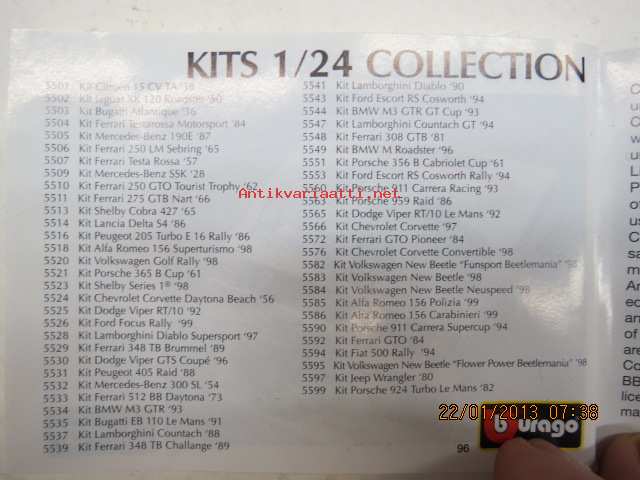 KITS 1/24 COLLECTION
5501 Kit Citroen 15 CV TA '38
5502 Kit Jaguar XK 120 Roadster '50
5503 Kit Bugatti Atlantique '36
5504 Kit Ferrari Testarossa Motorsport '84
5505 Kit Mercedes-Benz 190E '87
5506 Kit Ferrari 250 LM Sebring '65
5507 Kit Ferrari Testa Rossa '57
5509 Kit Mercedes-Benz SSK '28
5510 Kit Ferrari 250 GTO Tourist Trophy '62
5511 Kit Ferrari 275 GTB Nart '66
5513 Kit Shelby Cobra 427 '65
5514 Kit Lancia Delta S4 '86
5516 Kit Peugeot 205 Turbo E 16 Rally '86
5518 Kit Alfa Romeo 156 Superturismo '98
5520 Kit Volkswagen Golf Rally '98
5521 Kit Porsche 365 B Cabriolet Cup '61
5523 Kit Shelby Series 1® '98
5524 Kit Chevrolet Corvette Daytona Beach '56
5525 Kit Dodge Viper RT/10 '92
5526 Kit Ford Focus Rally '99
5528 Kit Lamborghini Diablo Supersport '97
5529 Kit Ferrari 348 TB Brummel '89
5530 Kit Dodge Viper GTS Coupé '96
5531 Kit Peugeot 405 Raid '88
5532 Kit Mercedes-Benz 300 SL '54
5533 Kit Ferrari 512 BB Daytona '73
5534 Kit BMW M3 GTR '93
5535 Kit Bugatti EB 110 Le Mans '91
5537 Kit Lamborghini Countach '88
5539 Kit Ferrari 348 TB Challange '89
5541 Kit Lamborghini Diablo '90
5543 Kit Ford Escort RS Cosworth '94
5544 Kit BMW M3 GTR GT Cup '93
5547 Kit Lamborghini Countach GT '94
5548 Kit Ferrari 308 GTB '81
5549 Kit BMW M Roadster '96
5551 Kit Porsche 356 B Cabriolet Cup '61
5553 Kit Ford Escort RS Cosworth Rally '94
5560 Kit Porsche 911 Carrera Racing '93
5563 Kit Porsche 959 Raid '86
5565 Kit Dodge Viper RT/10 Le Mans '92
5566 Kit Chevrolet Corvette '97
5572 Kit Ferrari GTO Pioneer '84
5576 Kit Chevrolet Corvette Convertible '98
5582 Kit Volkswagen New Beetle "Funsport Beetlemania" '98
5583 Kit Volkswagen New Beetle '98
5584 Kit Volkswagen New Beetle Neuspeed '98
5585 Kit Alfa Romeo 156 Polizia '99
5586 Kit Alfa Romeo 156 Carabinieri '99
5590 Kit Porsche 911 Carrera Supercup '94
5592 Kit Ferrari GTO '84
5594 Kit Fiat 500 Rally '94
5595 Kit Volkswagen New Beetle "Flower Power Beetlemania" '98
5597 Kit Jeep Wrangler '80
5599 Kit Porsche 924 Turbo Le Mans '82
Antikvariaatti.net
96
burago
22/01/2013 07:38